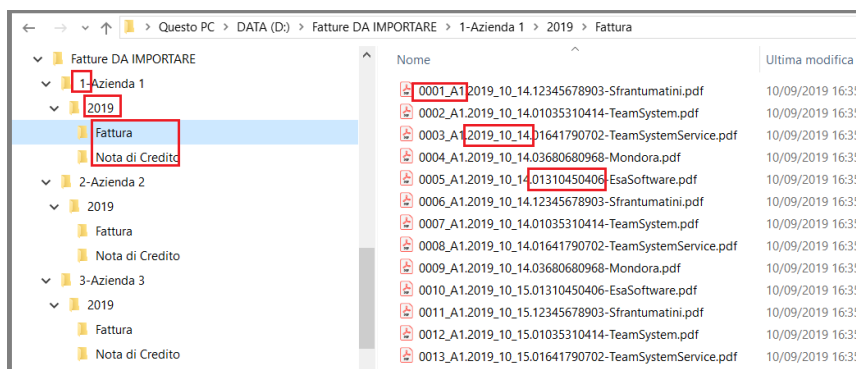 Questo PC > DATA (D:) > Fatture DA IMPORTARE > 1-Azienda 1 > 2019 > Fattura
Fatture DA IMPORTARE
1-Azienda 1
2019
Fattura
Nota di Credito
2-Azienda 2
2019
Fattura
Nota di Credito
3-Azienda 3
2019
Fattura
Nota di Credito
Nome Ultima modifica
0001_A1.2019_10_14.12345678903-Sfrantumatini.pdf 10/09/2019 16:35
0002_A1.2019_10_14.01035310414-TeamSystem.pdf 10/09/2019 16:35
0003_A1.2019_10_14.01641790702-TeamSystemService.pdf 10/09/2019 16:35
0004_A1.2019_10_14.03680680968-Mondora.pdf 10/09/2019 16:35
0005_A1.2019_10_14.01310450406-EsaSoftware.pdf 10/09/2019 16:35
0006_A1.2019_10_14.12345678903-Sfrantumatini.pdf 10/09/2019 16:35
0007_A1.2019_10_14.01035310414-TeamSystem.pdf 10/09/2019 16:35
0008_A1.2019_10_14.01641790702-TeamSystemService.pdf 10/09/2019 16:35
0009_A1.2019_10_14.03680680968-Mondora.pdf 10/09/2019 16:35
0010_A1.2019_10_15.01310450406-EsaSoftware.pdf 10/09/2019 16:35
0011_A1.2019_10_15.12345678903-Sfrantumatini.pdf 10/09/2019 16:35
0012_A1.2019_10_15.01035310414-TeamSystem.pdf 10/09/2019 16:35
0013_A1.2019_10_15.01641790702-TeamSystemService.pdf 10/09/2019 16:35